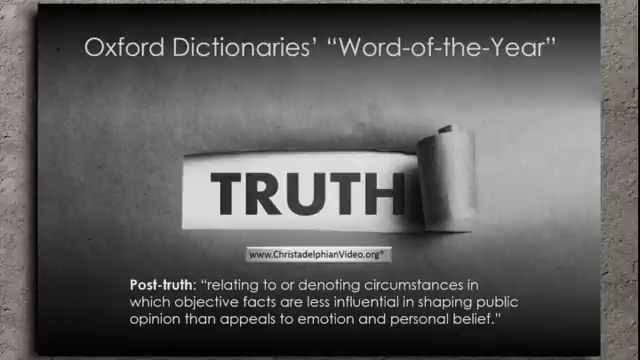 Oxford Dictionaries’ “Word-of-the-Year”
TRUTH
www.ChristadelphianVideo.org®
Post-truth: “relating to or denoting circumstances in
which objective facts are less influential in shaping public
opinion than appeals to emotion and personal belief.”